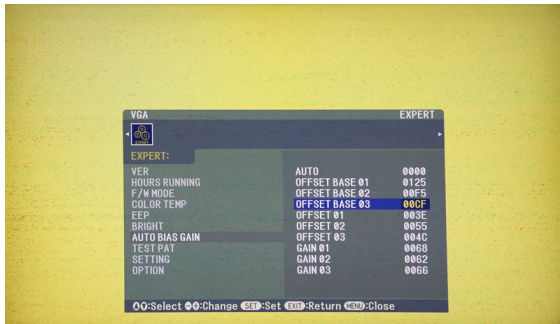 VGA EXPERT
EXPERT
EXPERT:
VER AUTO 0000
HOURS RUNNING OFFSET BASE 01 0125
F/W MODE OFFSET BASE 02 00F5
COLOR TEMP OFFSET BASE 03 00CF
EEP OFFSET 01 003E
BRIGHT OFFSET 02 0055
AUTO BIAS GAIN OFFSET 03 004C
TEST PAT GAIN 01 0068
SETTING GAIN 02 0062
OPTION GAIN 03 0066
:Select :Change SET:Set EXIT:Return MENU:Close